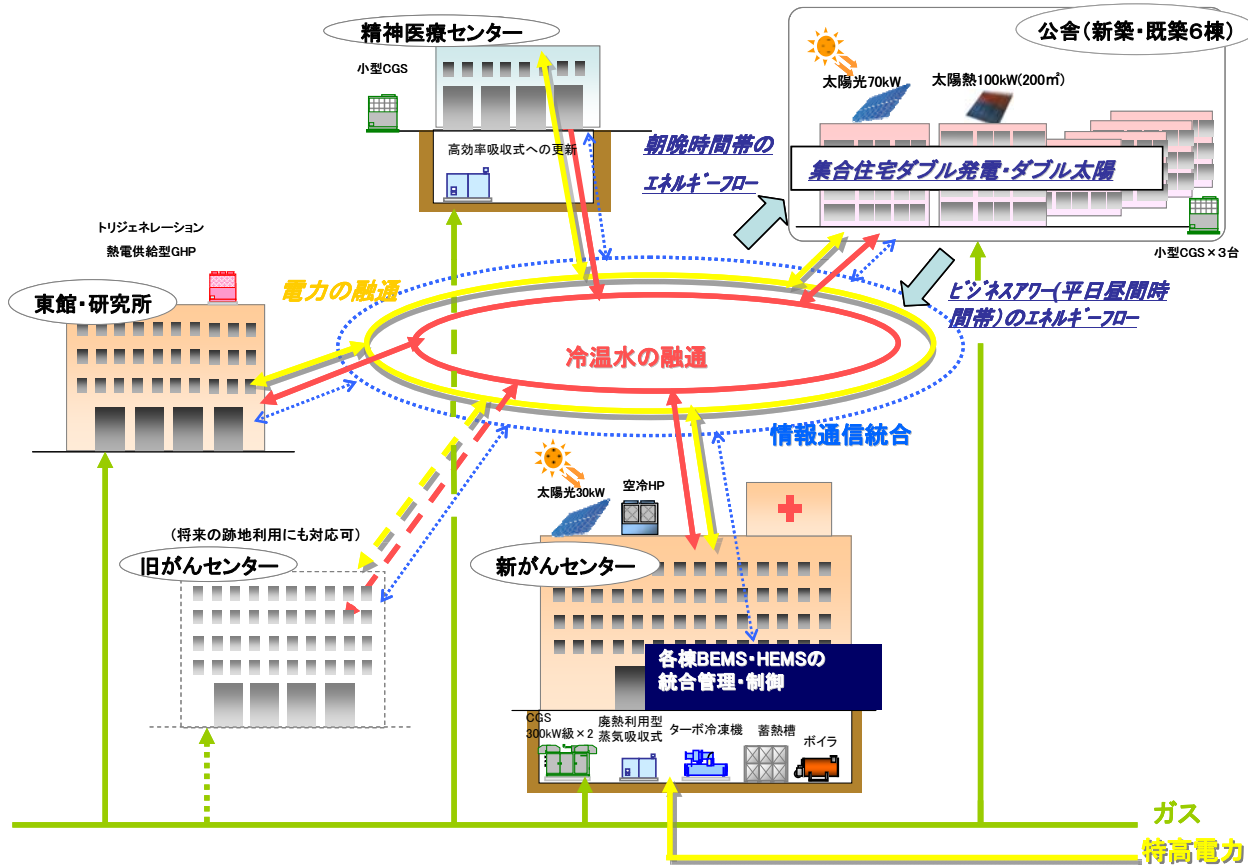 精神医療センター
小型CGS
高効率吸収式への更新
公舎(新築・既築6棟)
太陽光70kW
太陽熱100kW(200㎡)
集合住宅ダブル発電・ダブル太陽
小型CGS×3台
朝晩時間帯の
エネルギーフロー
ビジネスアワー(平日昼間時
間帯)のエネルギーフロー
トリジェネレーション
熱電供給型GHP
東館・研究所
電力の融通
冷温水の融通
情報通信統合
(将来の跡地利用にも対応可)
旧がんセンター
太陽光30kW
空冷HP
新がんセンター
各棟BEMS・HEMSの
統合管理・制御
CGS
300kW級×2
廃熱利用型
蒸気吸収式
ターボ冷凍機
蓄熱槽
ボイラ
ガス
特高電力